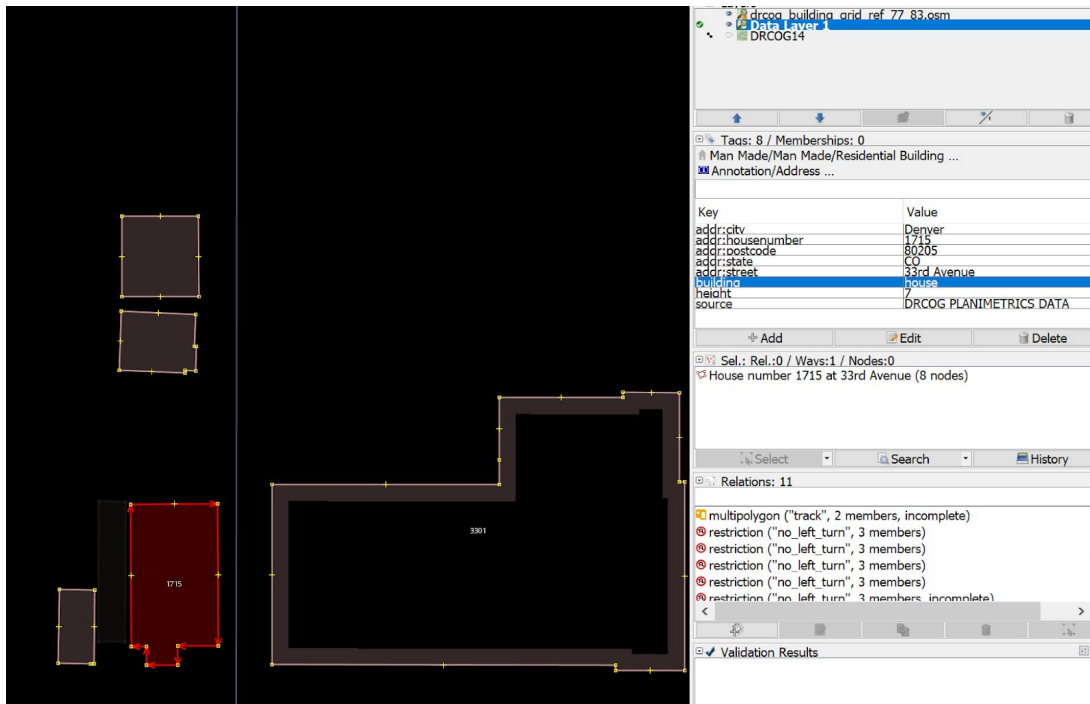 drcog_building_grid_ref_77_83.osm
Data Layer 1
DRCOG14
Tags: 8 / Memberships: 0
Man Made/Man Made/Residential Building ...
Annotation/Address ...
Key Value
addr:city Denver
addr:housenumber 1715
addr:postcode 80205
addr:state CO
addr:street 33rd Avenue
building house
height 7
source DRCOG PLANIMETRICS DATA
Add Edit Delete
Sel.: Rel.:0 / Ways:1 / Nodes:0
House number 1715 at 33rd Avenue (8 nodes)
Select Search History
Relations: 11
multipolygon ("track", 2 members, incomplete)
restriction ("no_left_turn", 3 members)
restriction ("no_left_turn", 3 members)
restriction ("no_left_turn", 3 members)
restriction ("no_left_turn", 3 members)
restriction ("no_left_turn", 3 members, incomplete)
Validation Results
3301
1715